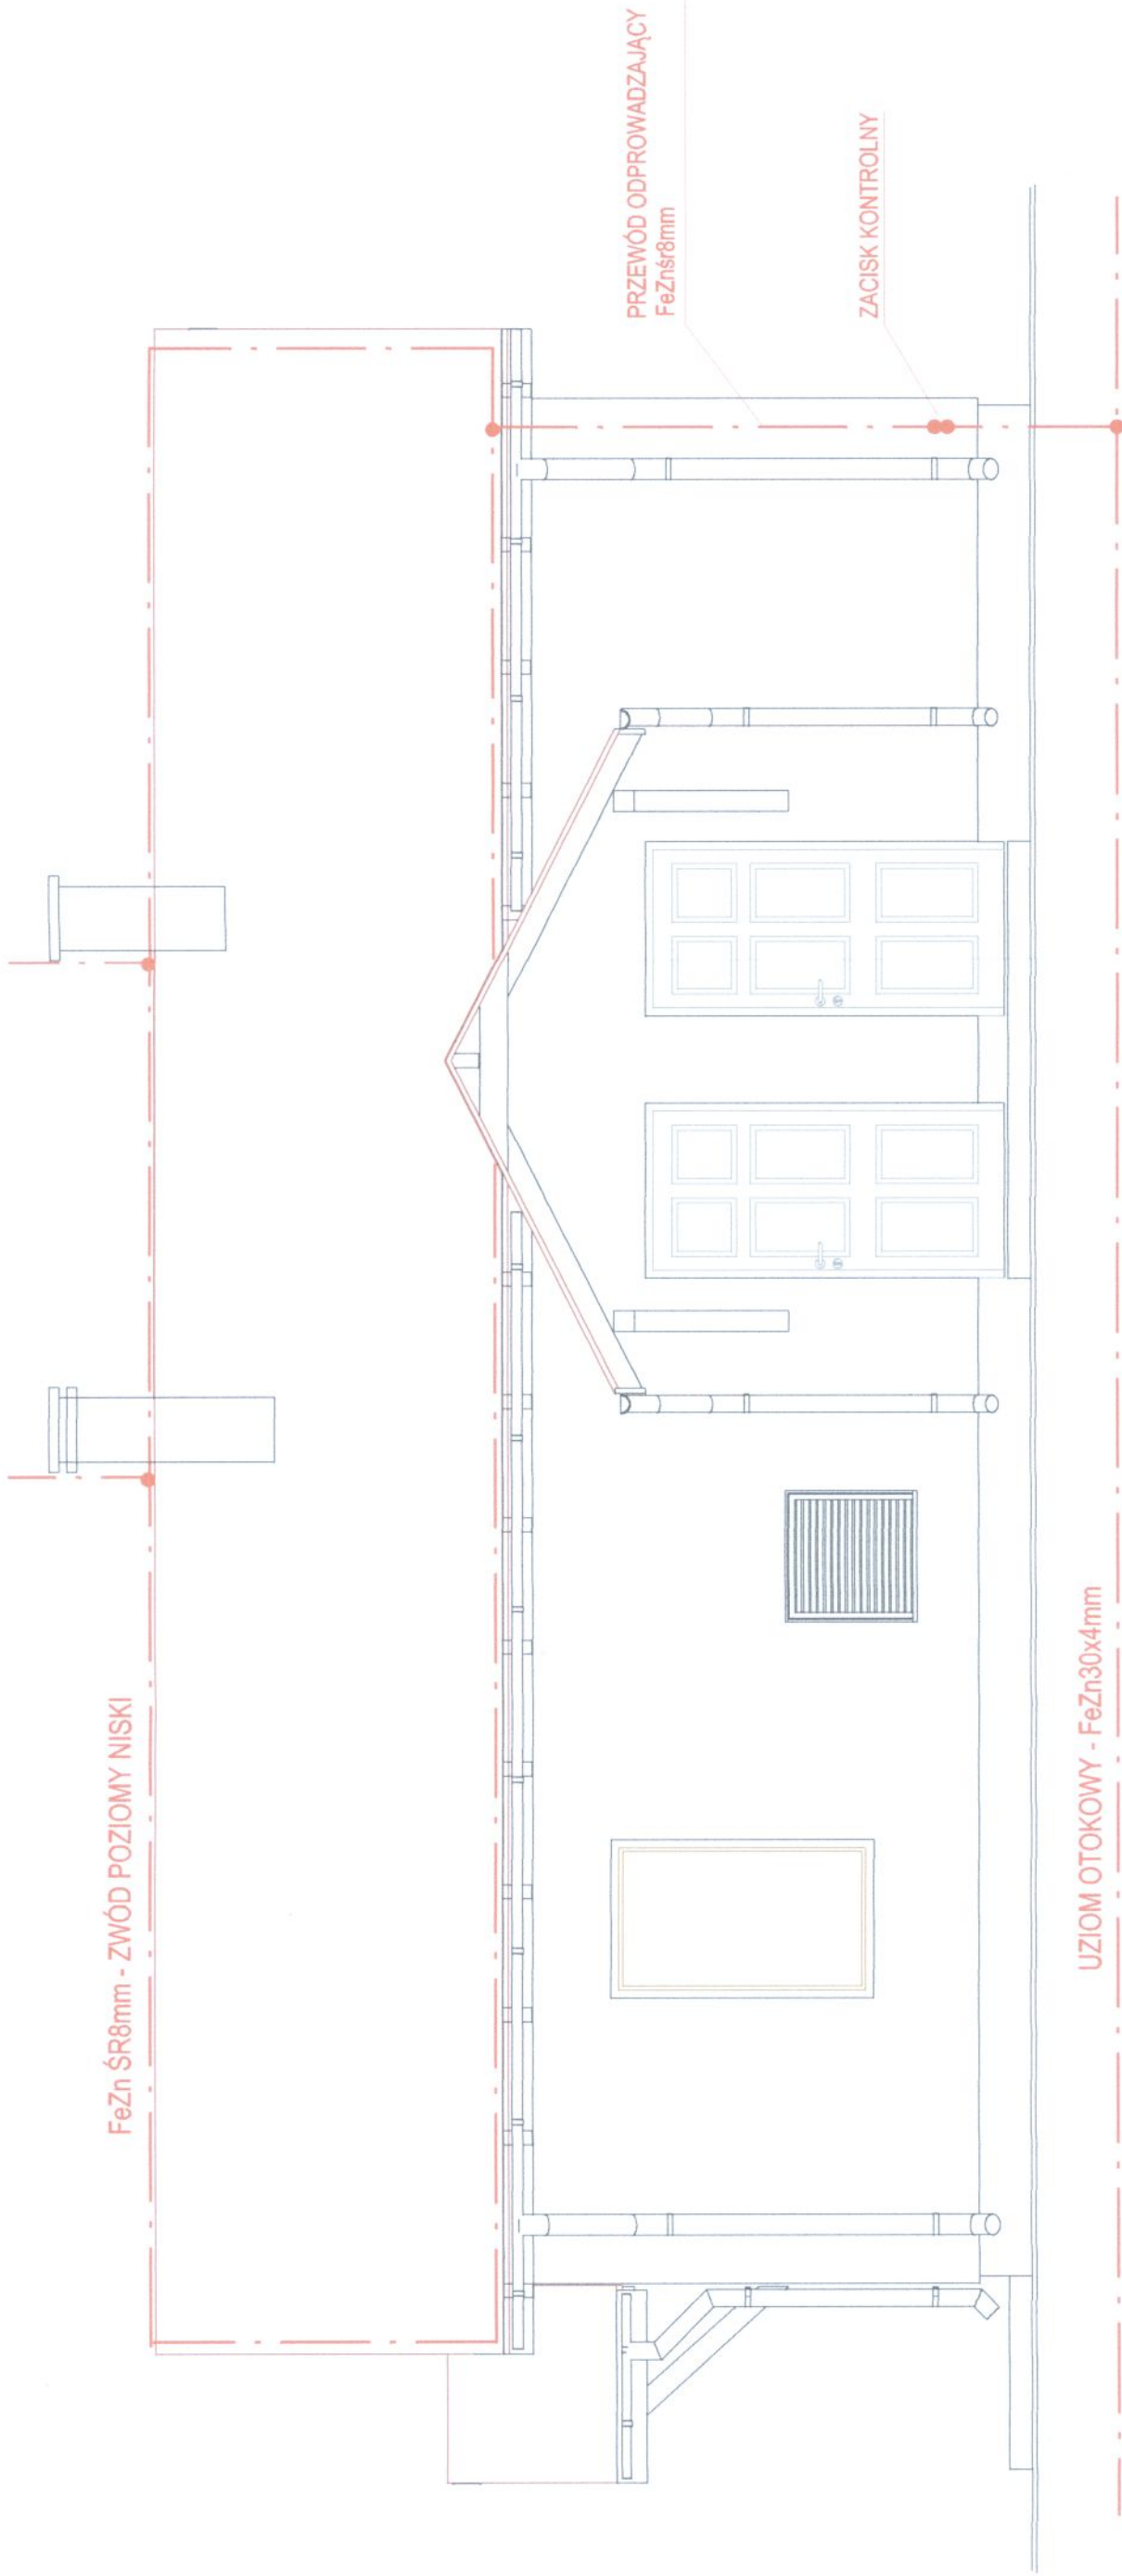 FeZn ŚR8mm - ZWÓD POZIOMY NISKI
PRZEWÓD ODPROWADZAJĄCY
FeZnśr8mm
ZACISK KONTROLNY
UZIOM OTOKOWY - FeZn30x4mm